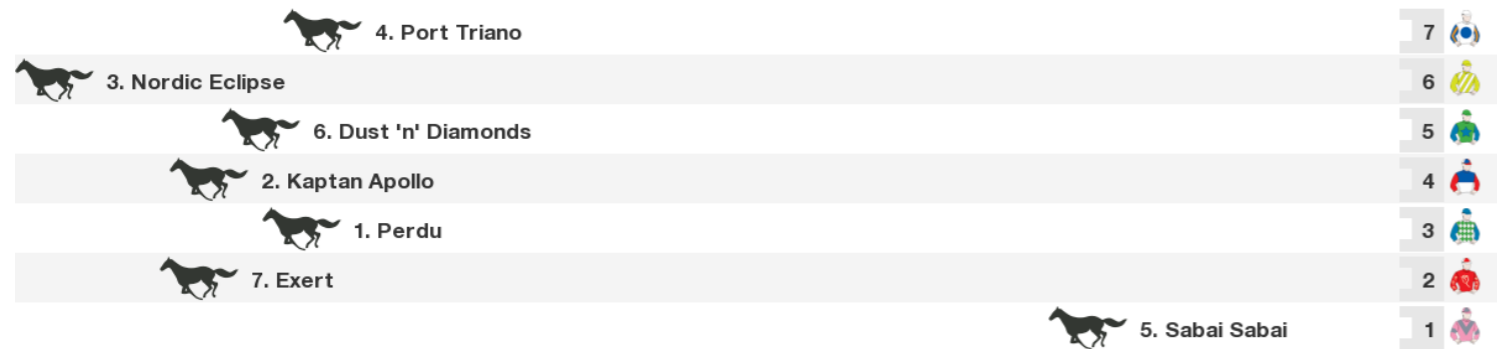 4. Port Triano 7
3. Nordic Eclipse 6
6. Dust 'n' Diamonds 5
2. Kaptan Apollo 4
1. Perdu 3
7. Exert 2
5. Sabai Sabai 1